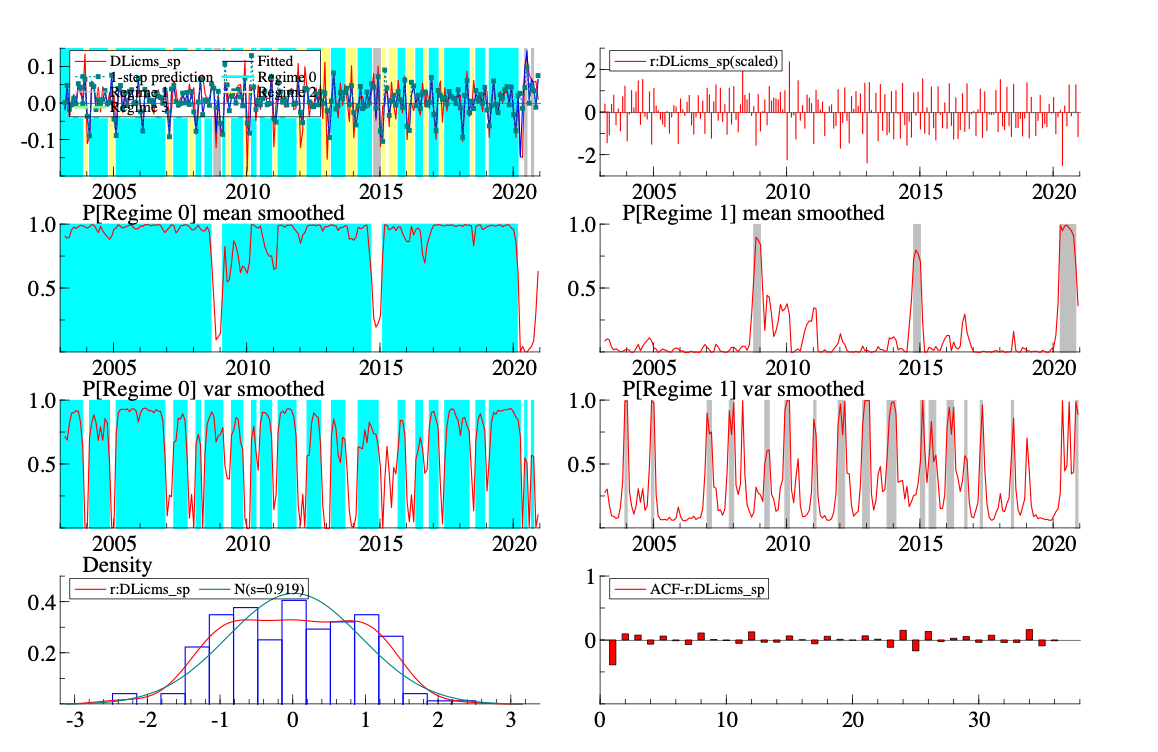 DLicms_sp Fitted
1-step prediction Regime 0
Regime 1 Regime 2
Regime 3
0.1
0.0
-0.1
2005 2010 2015 2020
r:DLicms_sp(scaled)
2
0
-2
2005 2010 2015 2020
P[Regime 0] mean smoothed
1.0
0.5
2005 2010 2015 2020
P[Regime 1] mean smoothed
1.0
0.5
2005 2010 2015 2020
P[Regime 0] var smoothed
1.0
0.5
2005 2010 2015 2020
P[Regime 1] var smoothed
1.0
0.5
2005 2010 2015 2020
Density
r:DLicms_sp N(s=0.919)
0.4
0.2
-3 -2 -1 0 1 2 3
ACF-r:DLicms_sp
1
0
-1
0 10 20 30